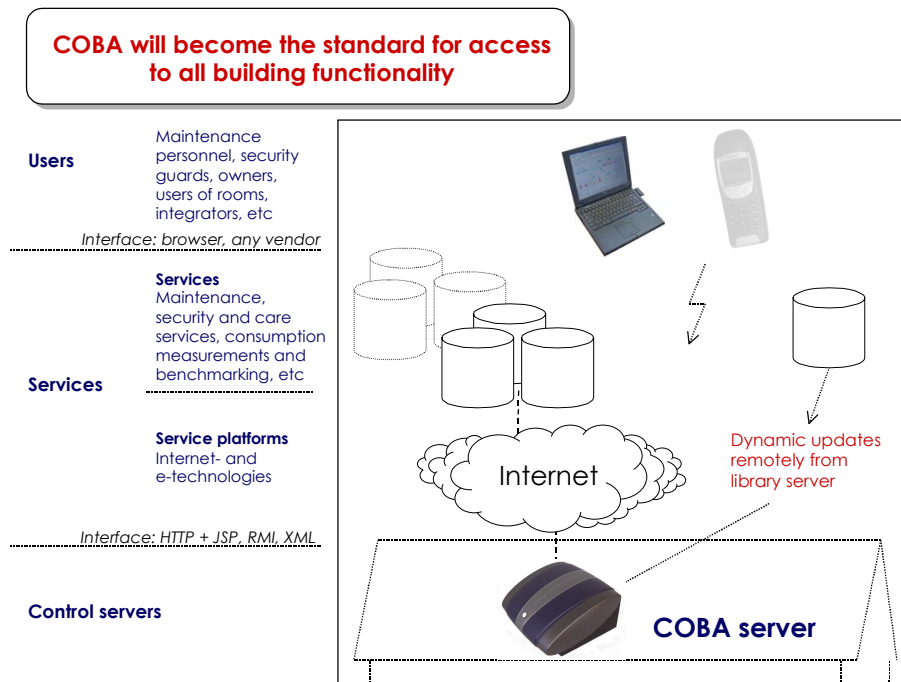 COBA will become the standard for access
to all building functionality
Users
Maintenance
personnel, security
guards, owners,
users of rooms,
integrators, etc
Interface: browser, any vendor
Services
Services
Maintenance,
security and care
services, consumption
measurements and
benchmarking, etc
Service platforms
Internet- and
e-technologies
Interface: HTTP + JSP, RMI, XML
Control servers
Internet
Dynamic updates
remotely from
library server
COBA server